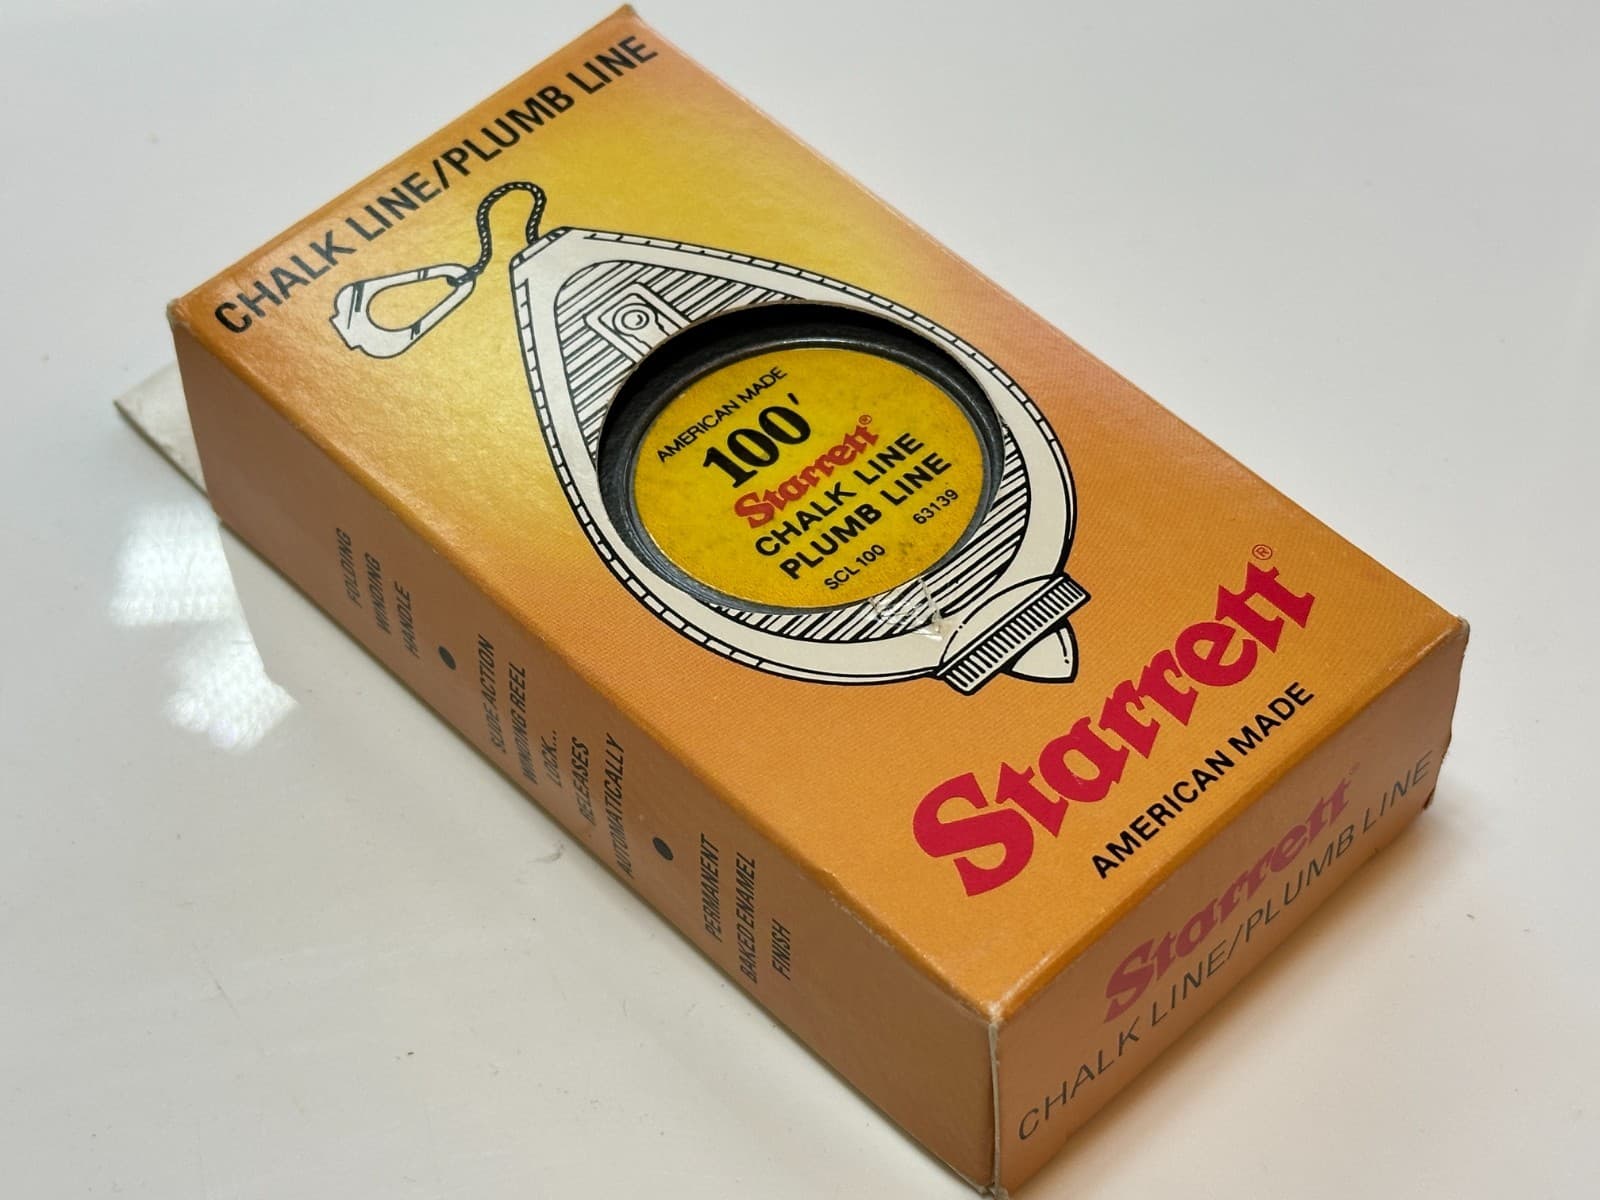 CHALK LINE/PLUMB LINE
AMERICAN MADE
100'
Starrett®
CHALK LINE
PLUMB LINE
63139
SCL 100
Starrett®
AMERICAN MADE
FOLDING
WINDING
HANDLE
●
SLIDE ACTION
WINDING REEL
LOCK...
RELEASES
AUTOMATICALLY
●
PERMANENT
BAKED ENAMEL
FINISH
Starrett®
CHALK LINE/PLUMB LINE